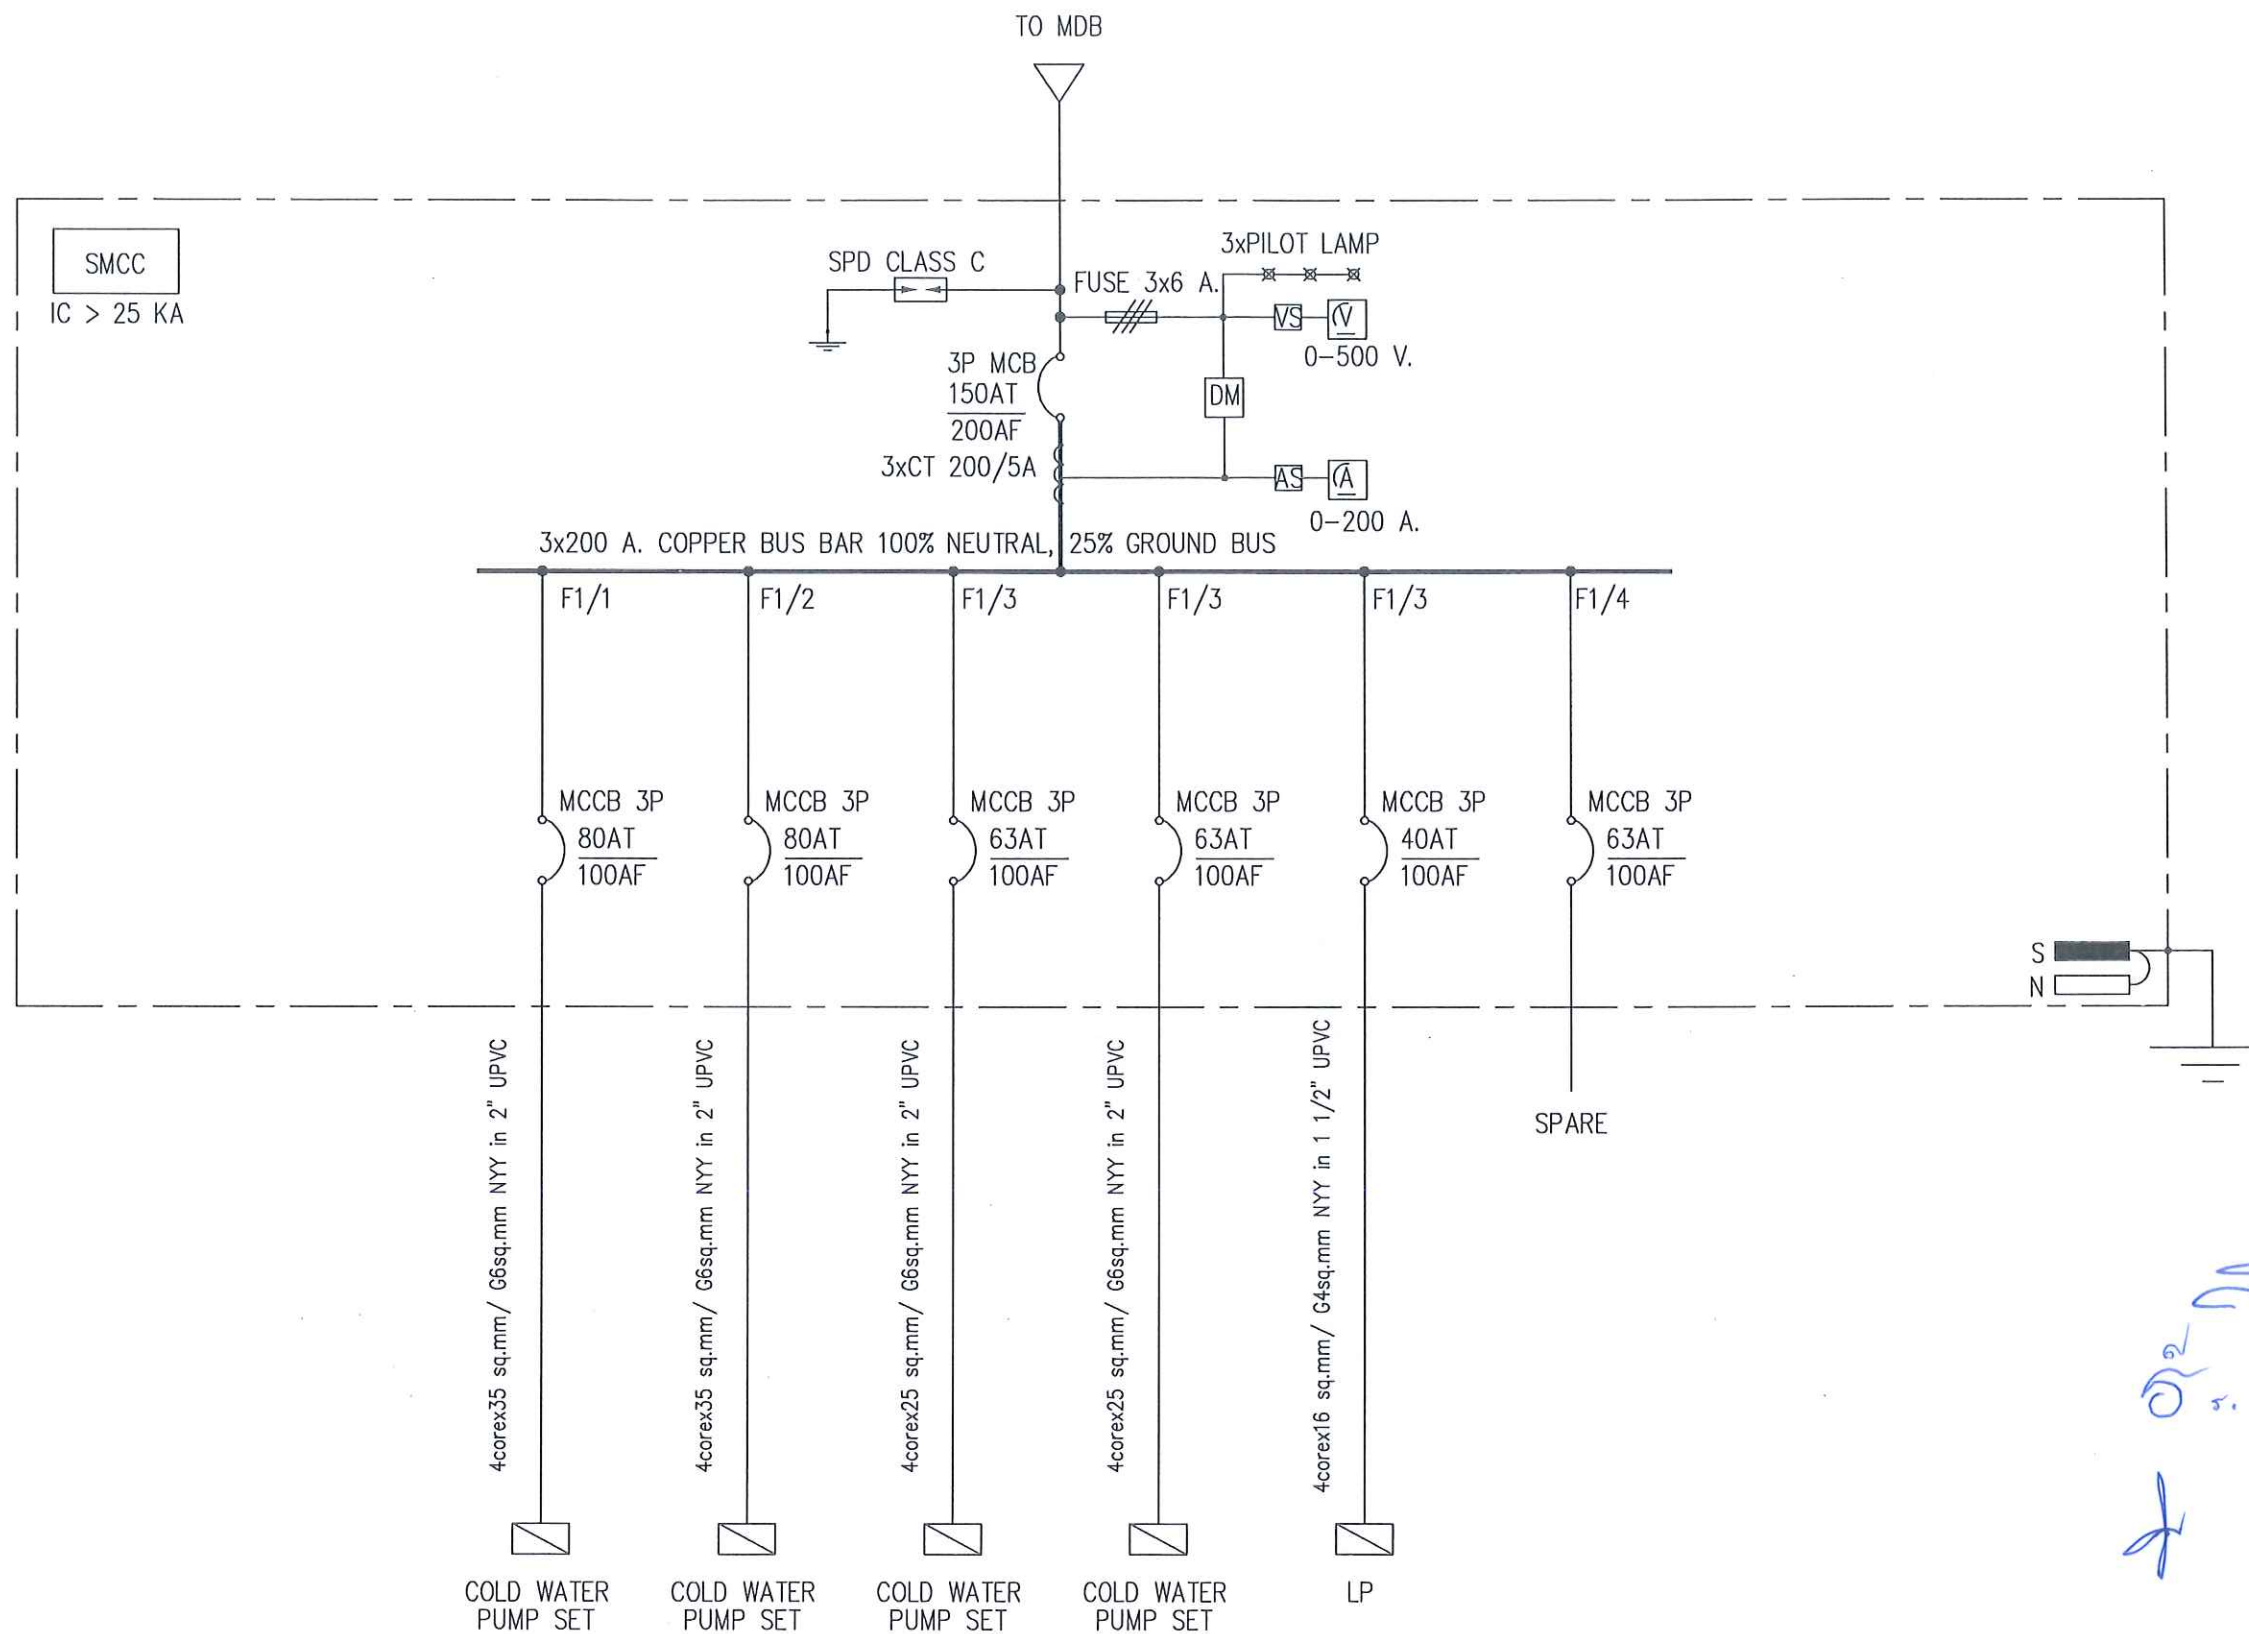 TO MDB
SMCC
IC > 25 KA
SPD CLASS C
3xPILOT LAMP
FUSE 3x6 A.
VS
V
0-500 V.
3P MCB
150AT
200AF
DM
3xCT 200/5A
AS
A
0-200 A.
3x200 A. COPPER BUS BAR 100% NEUTRAL, 25% GROUND BUS
F1/1
F1/2
F1/3
F1/3
F1/3
F1/4
MCCB 3P
80AT
100AF
MCCB 3P
80AT
100AF
MCCB 3P
63AT
100AF
MCCB 3P
63AT
100AF
MCCB 3P
40AT
100AF
MCCB 3P
63AT
100AF
S
N
4corex35 sq.mm/ G6sq.mm NYY in 2" UPVC
4corex35 sq.mm/ G6sq.mm NYY in 2" UPVC
4corex25 sq.mm/ G6sq.mm NYY in 2" UPVC
4corex25 sq.mm/ G6sq.mm NYY in 2" UPVC
4corex16 sq.mm/ G4sq.mm NYY in 1 1/2" UPVC
SPARE
COLD WATER
PUMP SET
COLD WATER
PUMP SET
COLD WATER
PUMP SET
COLD WATER
PUMP SET
LP